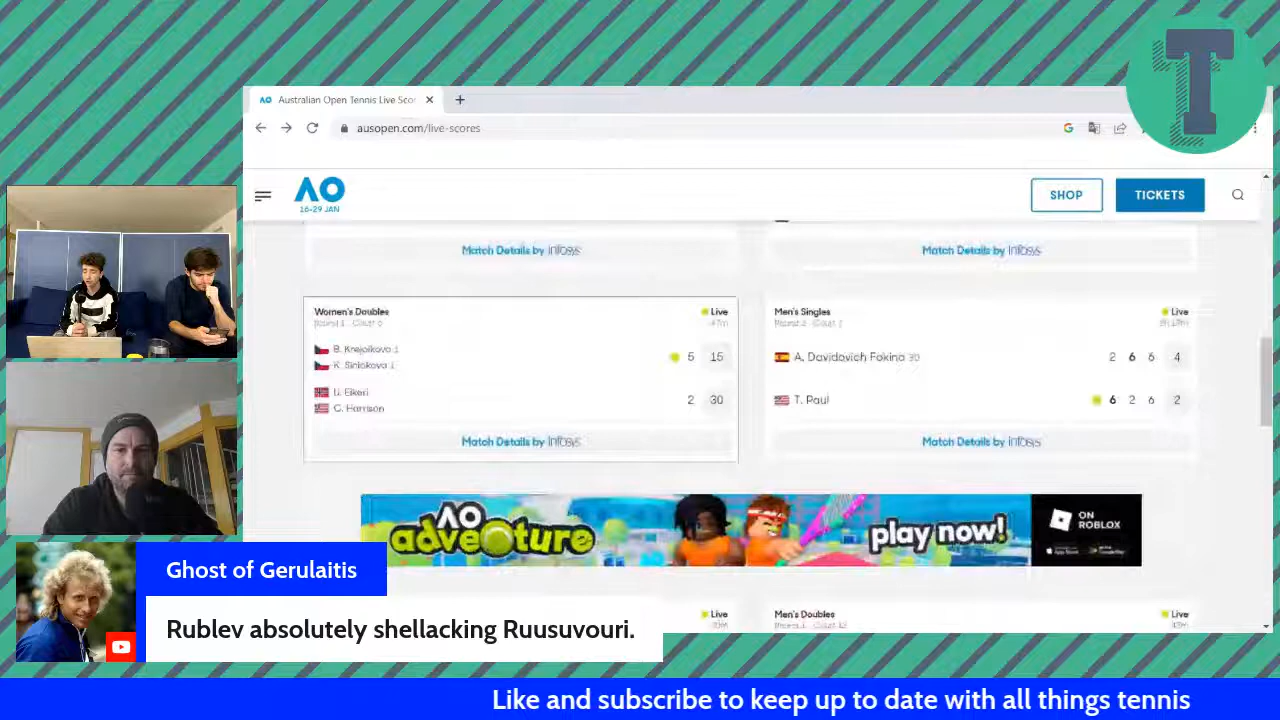 Australian Open Tennis Live Scor
ausopen.com/live-scores
T
AO
16-29 JAN
SHOP
TICKETS
Match Details by Infosys
Match Details by Infosys
Women's Doubles
Live
B. Krejcikova 1
K. Siniakova 1
5 15
U. Eikeri
C. Harrison
2 30
Match Details by Infosys
Men's Singles
Live
A. Davidovich Fokina 30
2 6 6 4
T. Paul
6 2 6 2
Match Details by Infosys
AO
adventure
play now!
ON
ROBLOX
Live
Men's Doubles
Live
Ghost of Gerulaitis
Rublev absolutely shellacking Ruusuvouri.
Like and subscribe to keep up to date with all things tennis